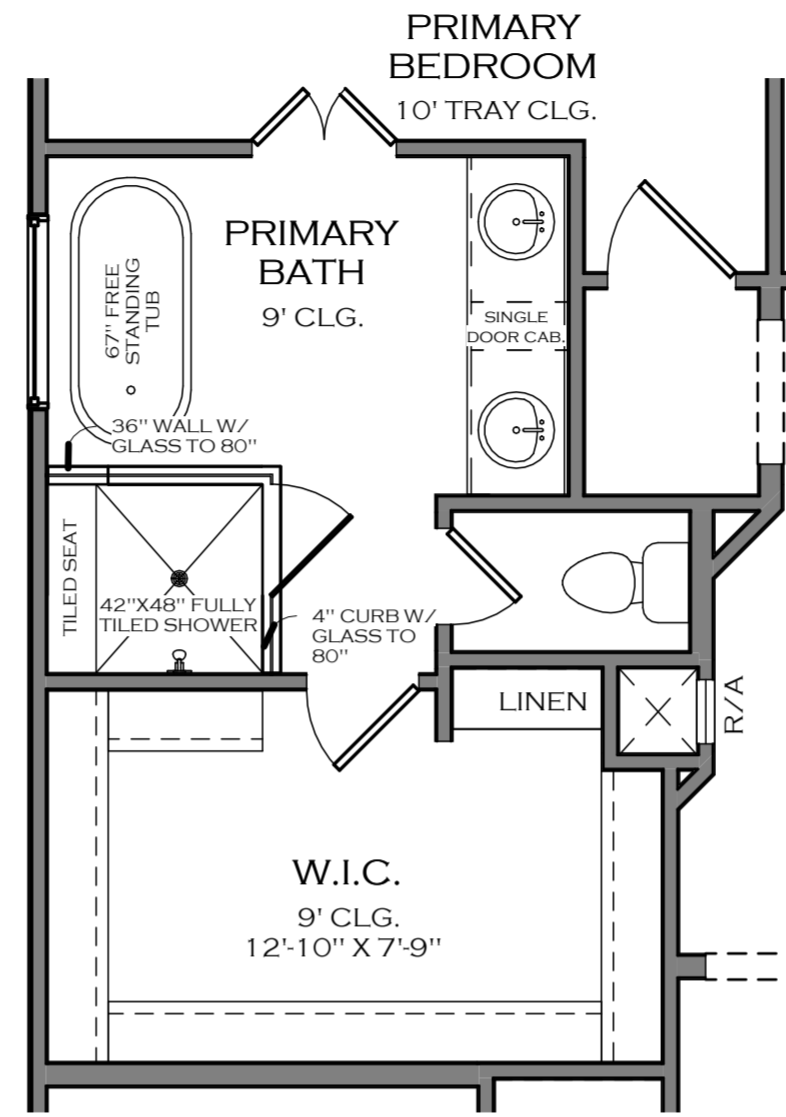 PRIMARY
BEDROOM
10' TRAY CLG.
PRIMARY
BATH
9' CLG.
67" FREE
STANDING
TUB
SINGLE
DOOR CAB.
36" WALL W/
GLASS TO 80"
TILED SEAT
42"X48" FULLY
TILED SHOWER
4" CURB W/
GLASS TO
80"
LINEN
R/A
W.I.C.
9' CLG.
12'-10" X 7'-9"